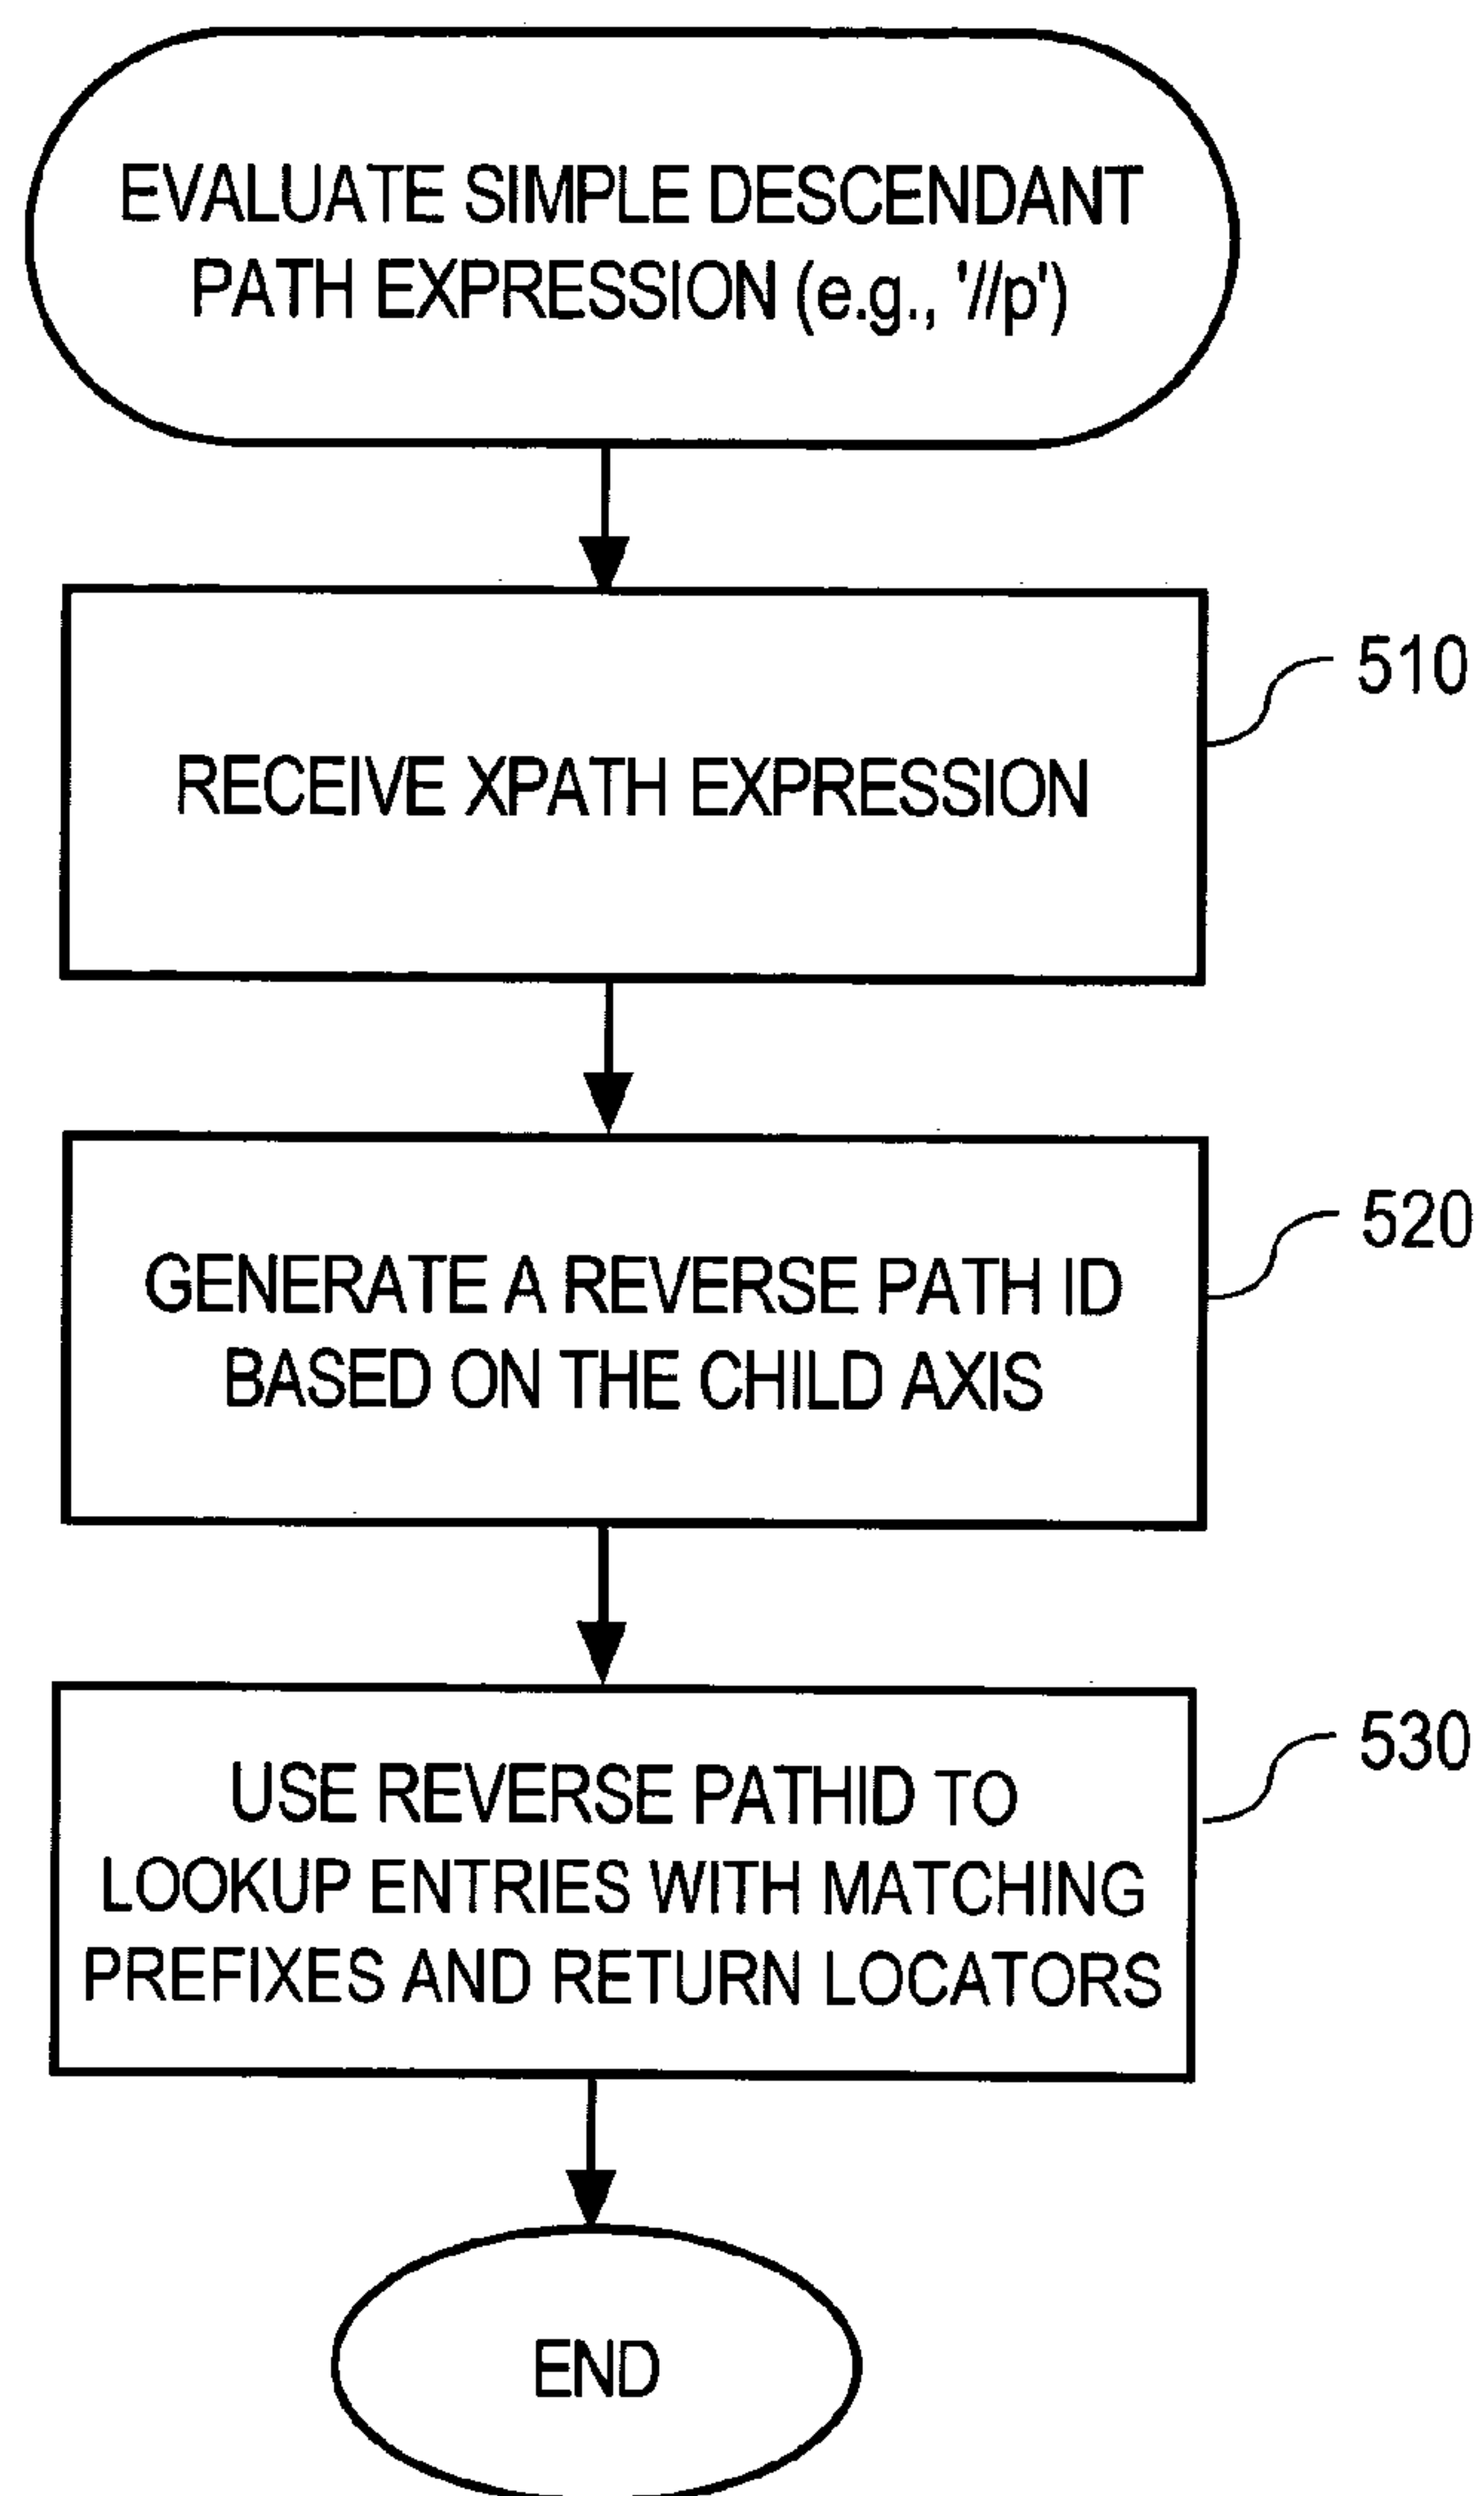 EVALUATE SIMPLE DESCENDANT
PATH EXPRESSION (e.g., '//p')
RECEIVE XPATH EXPRESSION
510
GENERATE A REVERSE PATH ID
BASED ON THE CHILD AXIS
520
USE REVERSE PATHID TO
LOOKUP ENTRIES WITH MATCHING
PREFIXES AND RETURN LOCATORS
530
END